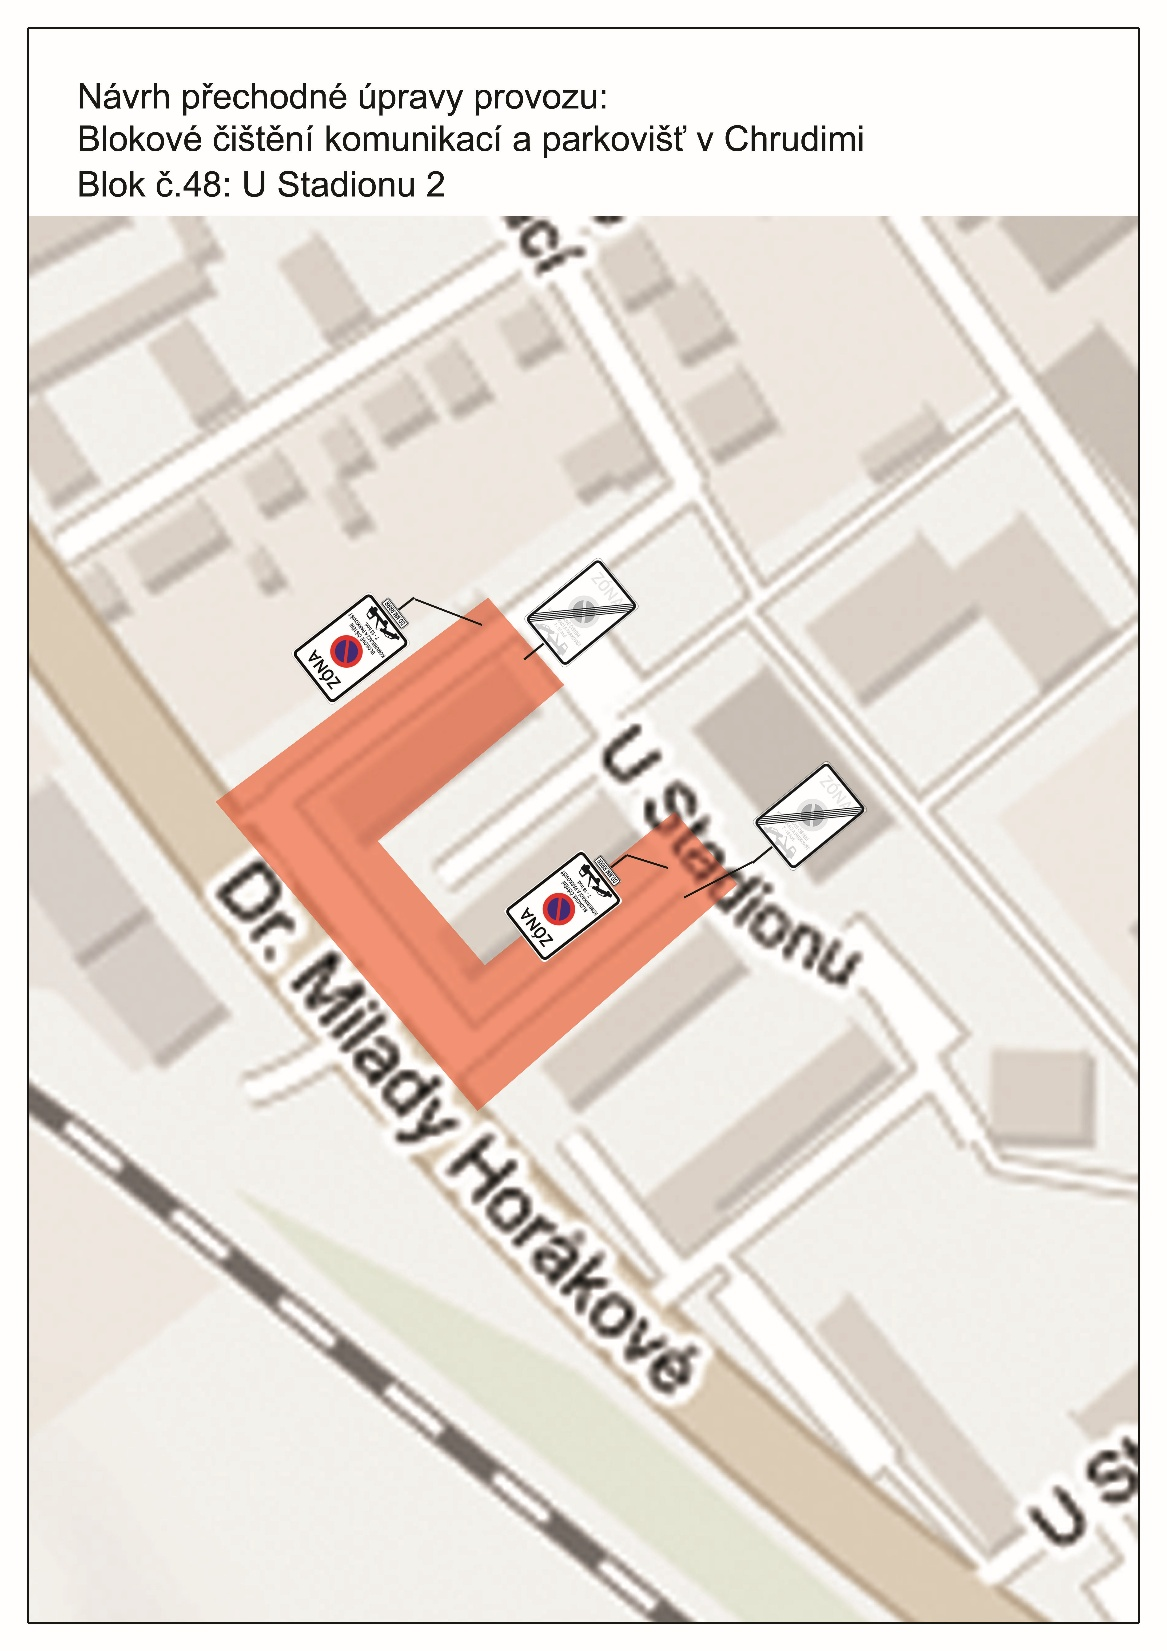 Návrh přechodné úpravy provozu:
Blokové čištění komunikací a parkovišť v Chrudimi
Blok č.48: U Stadionu 2
ZÓNA
ZÓNA
U Stadionu
Dr. Milady Horákové
U